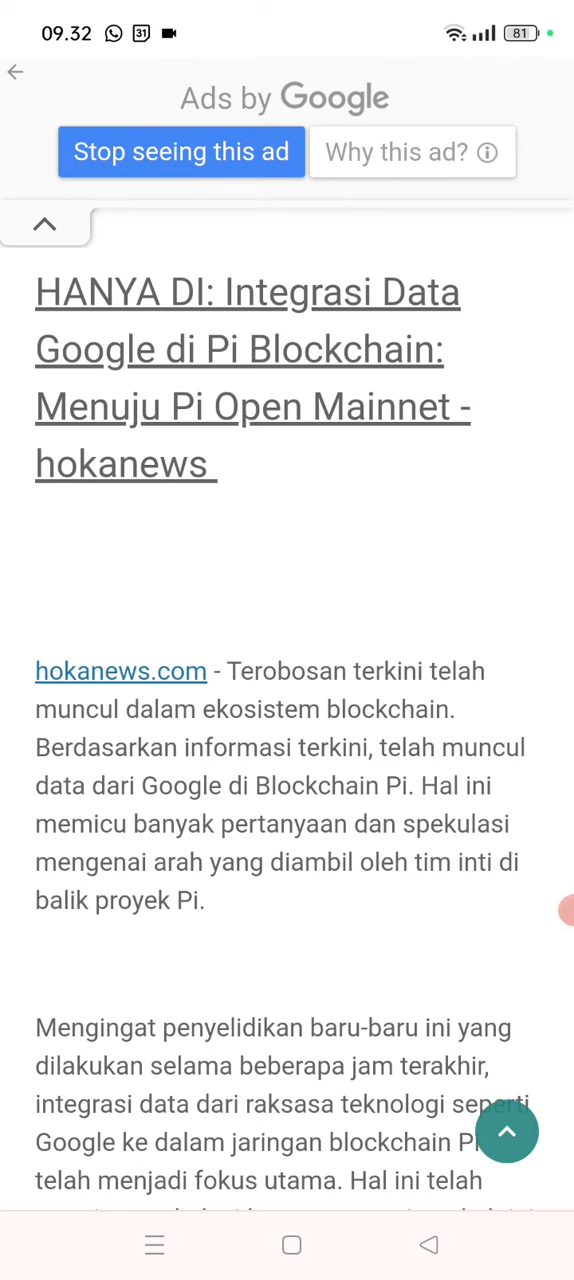 09.32
31
81
Ads by Google
Stop seeing this ad
Why this ad?
HANYA DI: Integrasi Data
Google di Pi Blockchain:
Menuju Pi Open Mainnet -
hokanews
hokanews.com - Terobosan terkini telah
muncul dalam ekosistem blockchain.
Berdasarkan informasi terkini, telah muncul
data dari Google di Blockchain Pi. Hal ini
memicu banyak pertanyaan dan spekulasi
mengenai arah yang diambil oleh tim inti di
balik proyek Pi.
Mengingat penyelidikan baru-baru ini yang
dilakukan selama beberapa jam terakhir,
integrasi data dari raksasa teknologi seperti
Google ke dalam jaringan blockchain Pi
telah menjadi fokus utama. Hal ini telah